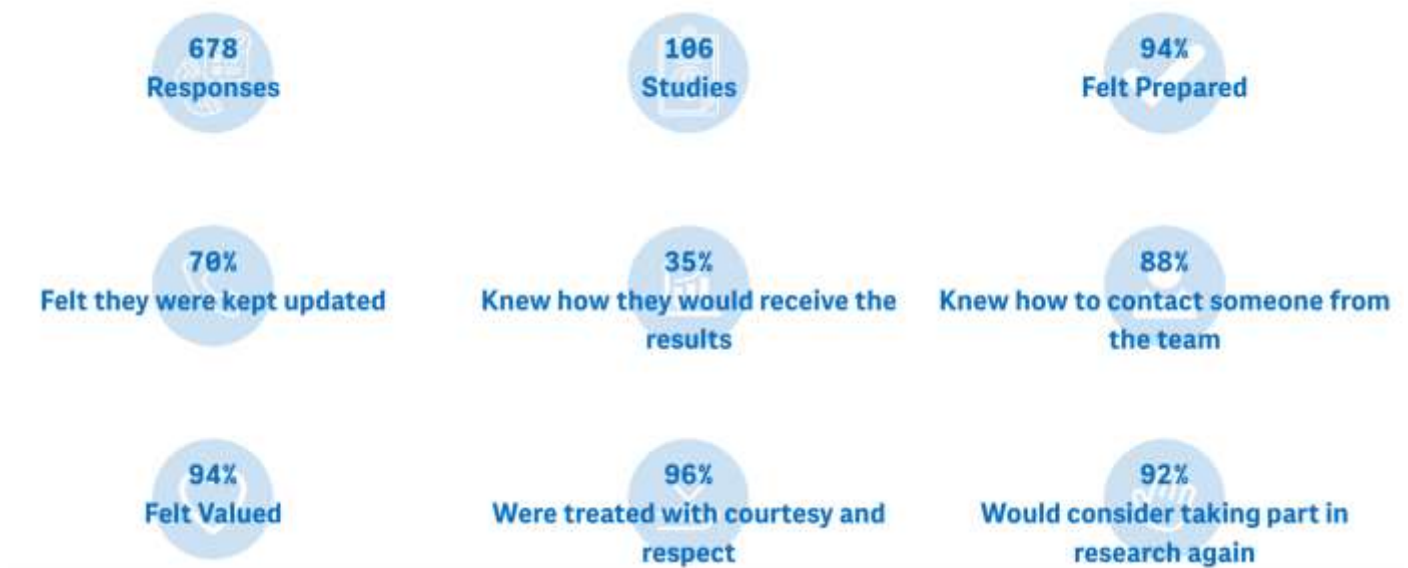 678
Responses
106
Studies
94%
Felt Prepared
70%
Felt they were kept updated
35%
Knew how they would receive the
results
88%
Knew how to contact someone from
the team
94%
Felt Valued
96%
Were treated with courtesy and
respect
92%
Would consider taking part in
research again